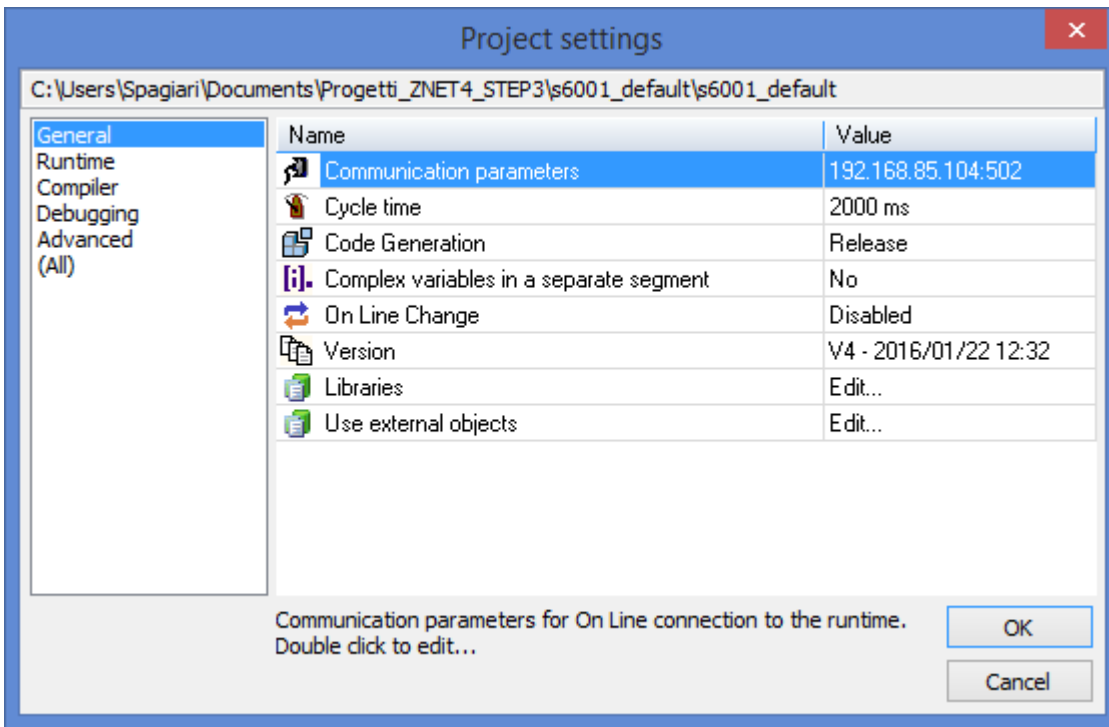 Project settings
C:\Users\Spagiari\Documents\Progetti_ZNET4_STEP3\s6001_default\s6001_default
General
Runtime
Compiler
Debugging
Advanced
(All)
Name Value
Communication parameters 192.168.85.104:502
Cycle time 2000 ms
Code Generation Release
Complex variables in a separate segment No
On Line Change Disabled
Version V4 - 2016/01/22 12:32
Libraries Edit...
Use external objects Edit...
Communication parameters for On Line connection to the runtime.
Double click to edit...
OK
Cancel